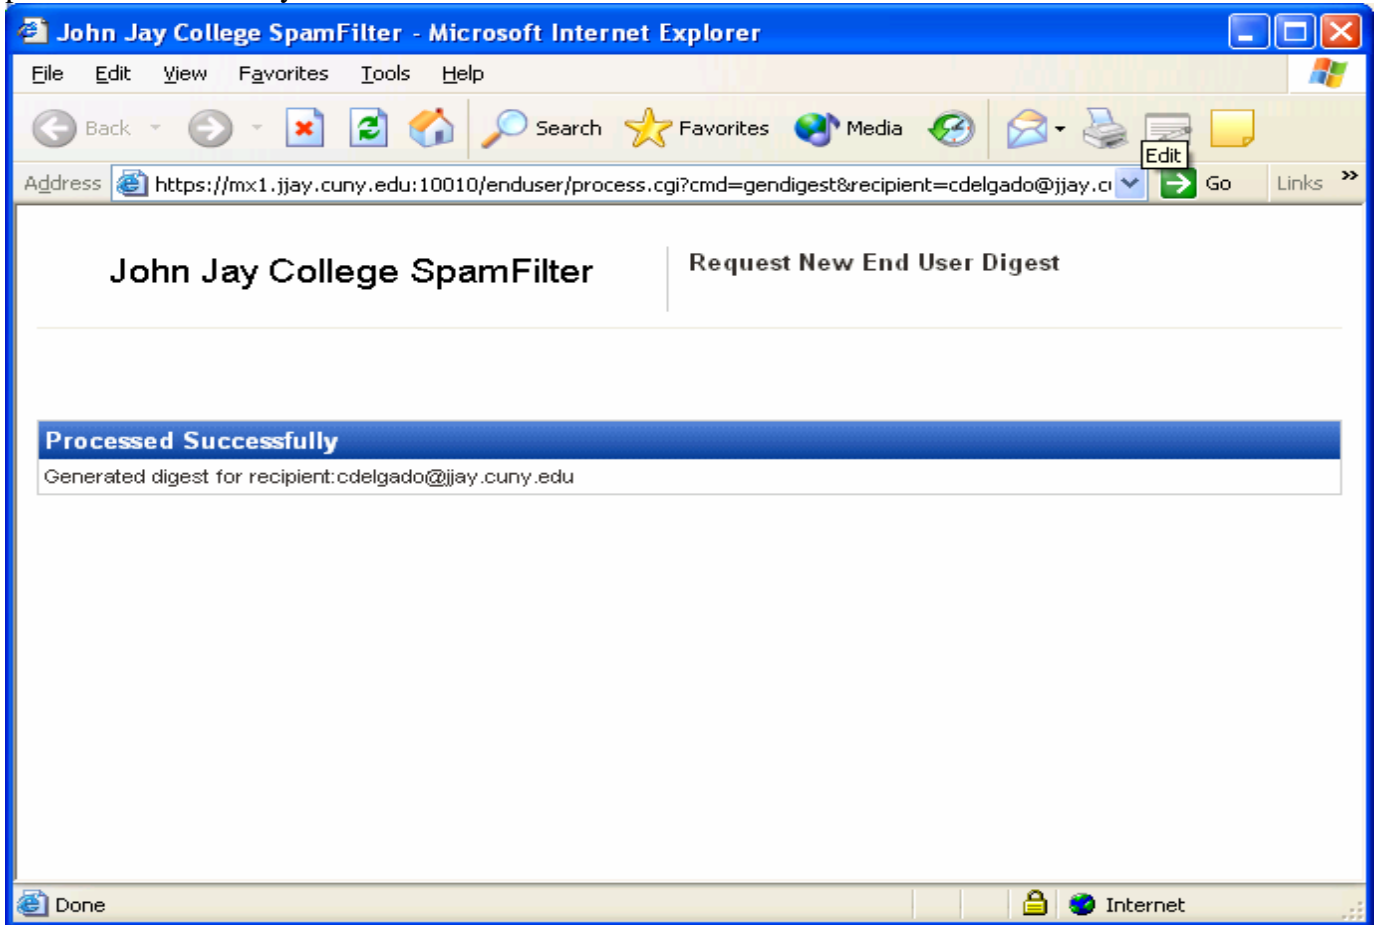 John Jay College SpamFilter - Microsoft Internet Explorer
File Edit View Favorites Tools Help
Back Search Favorites Media
Edit
Address https://mx1.jjay.cuny.edu:10010/enduser/process.cgi?cmd=gendigest&recipient=cdelgado@jjay.c Go Links »
John Jay College SpamFilter
Request New End User Digest
Processed Successfully
Generated digest for recipient:cdelgado@jjay.cuny.edu
Done Internet